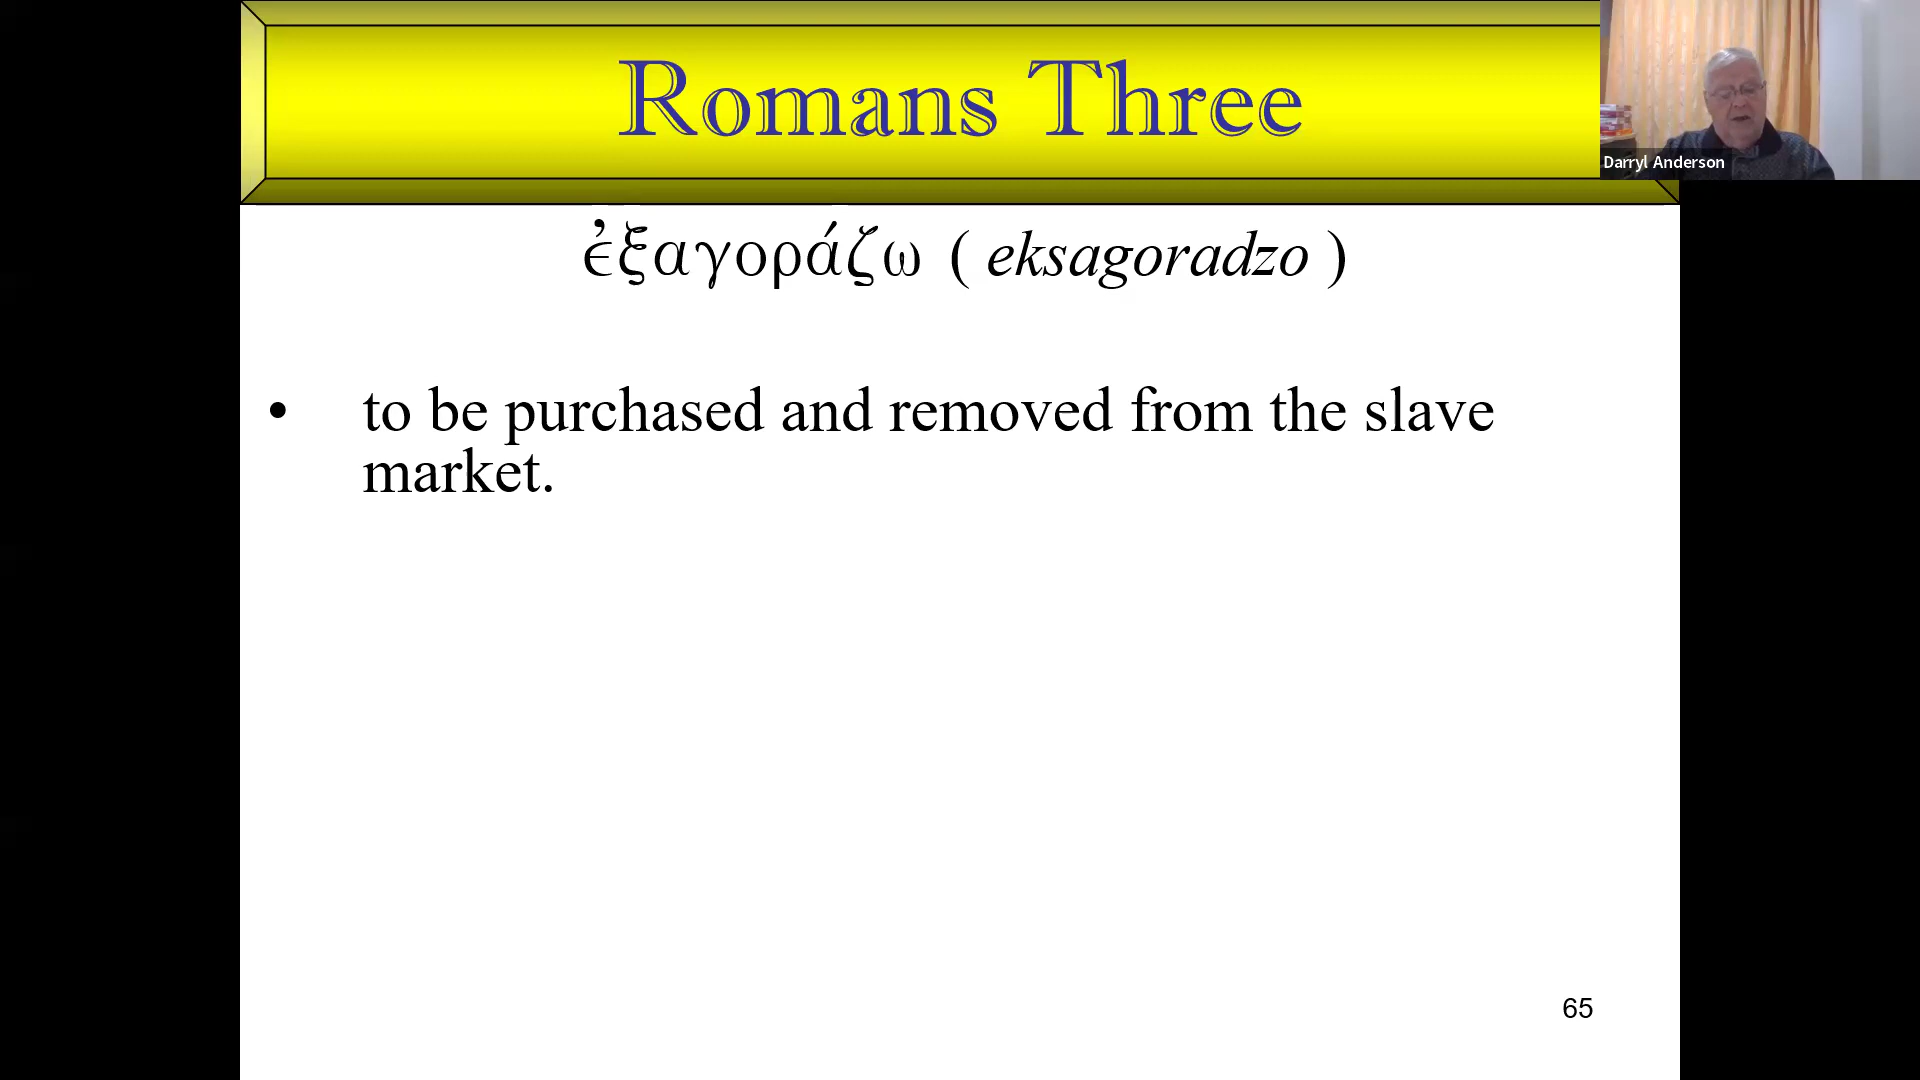 Romans Three
Darryl Anderson
ἐξαγοράζω ( eksagoradzo )
• to be purchased and removed from the slave
market.
65